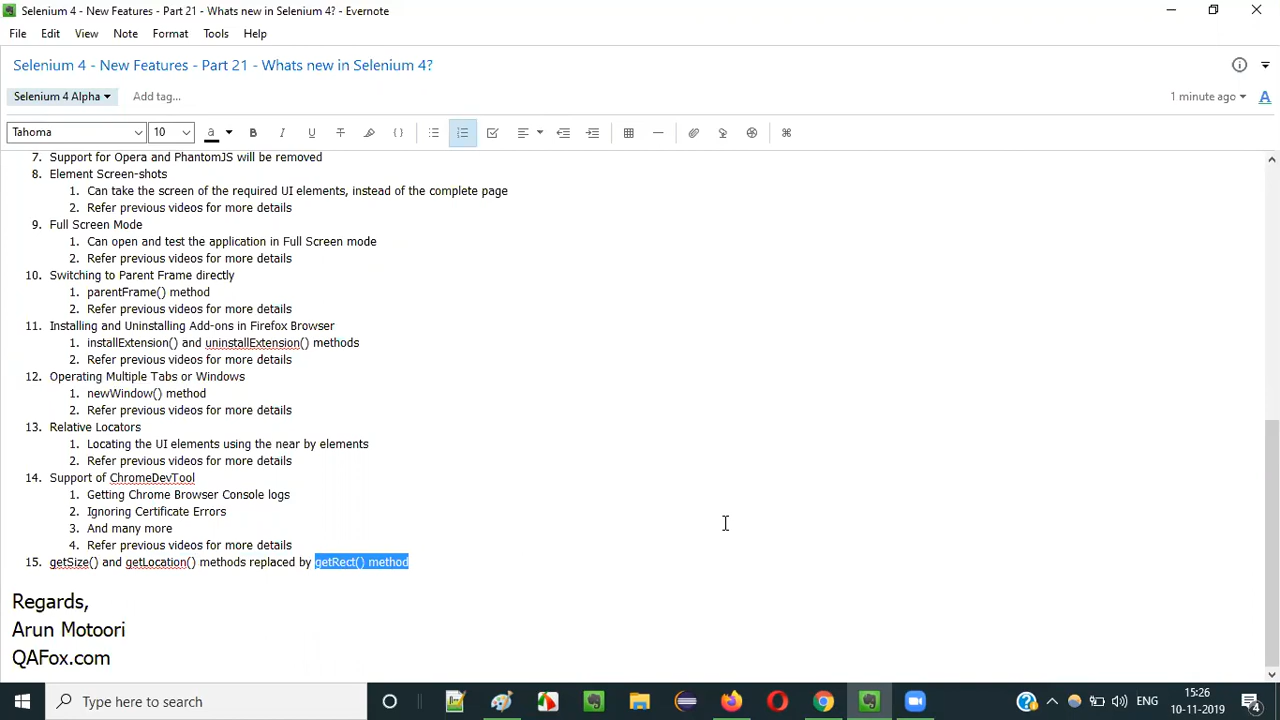 Selenium 4 - New Features - Part 21 - Whats new in Selenium 4? - Evernote
File Edit View Note Format Tools Help
Selenium 4 - New Features - Part 21 - Whats new in Selenium 4?
Selenium 4 Alpha Add tag... 1 minute ago
Tahoma 10 a B I U T { }
7. Support for Opera and PhantomJS will be removed
8. Element Screen-shots
1. Can take the screen of the required UI elements, instead of the complete page
2. Refer previous videos for more details
9. Full Screen Mode
1. Can open and test the application in Full Screen mode
2. Refer previous videos for more details
10. Switching to Parent Frame directly
1. parentFrame() method
2. Refer previous videos for more details
11. Installing and Uninstalling Add-ons in Firefox Browser
1. installExtension() and uninstallExtension() methods
2. Refer previous videos for more details
12. Operating Multiple Tabs or Windows
1. newWindow() method
2. Refer previous videos for more details
13. Relative Locators
1. Locating the UI elements using the near by elements
2. Refer previous videos for more details
14. Support of ChromeDevTool
1. Getting Chrome Browser Console logs
2. Ignoring Certificate Errors
3. And many more
4. Refer previous videos for more details
15. getSize() and getLocation() methods replaced by getRect() method
Regards,
Arun Motoori
QAFox.com
Type here to search ENG 15:26
10-11-2019 4